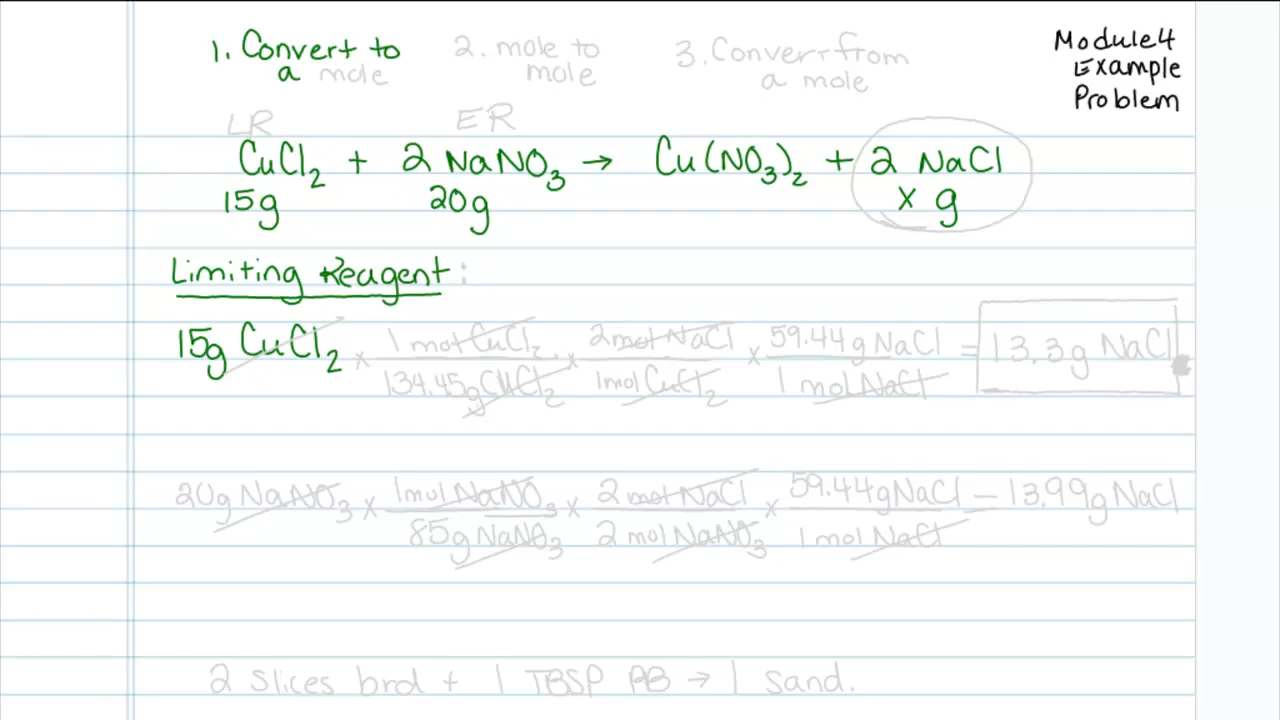 1. Convert to a mole
2. mole to mole
3. Convert from a mole
Module 4
Example
Problem
LR ER
CuCl₂ + 2 NaNO₃ → Cu(NO₃)₂ + 2 NaCl
15g 20g x g
Limiting Reagent:
15g CuCl₂ × 1 mol CuCl₂ / 134.45g CuCl₂ × 2 mol NaCl / 1 mol CuCl₂ × 59.44 g NaCl / 1 mol NaCl = 13.3g NaCl
20g NaNO₃ × 1 mol NaNO₃ / 85g NaNO₃ × 2 mol NaCl / 2 mol NaNO₃ × 59.44 g NaCl / 1 mol NaCl = 13.99g NaCl
2 slices brd + 1 TBSP PB → 1 sand.